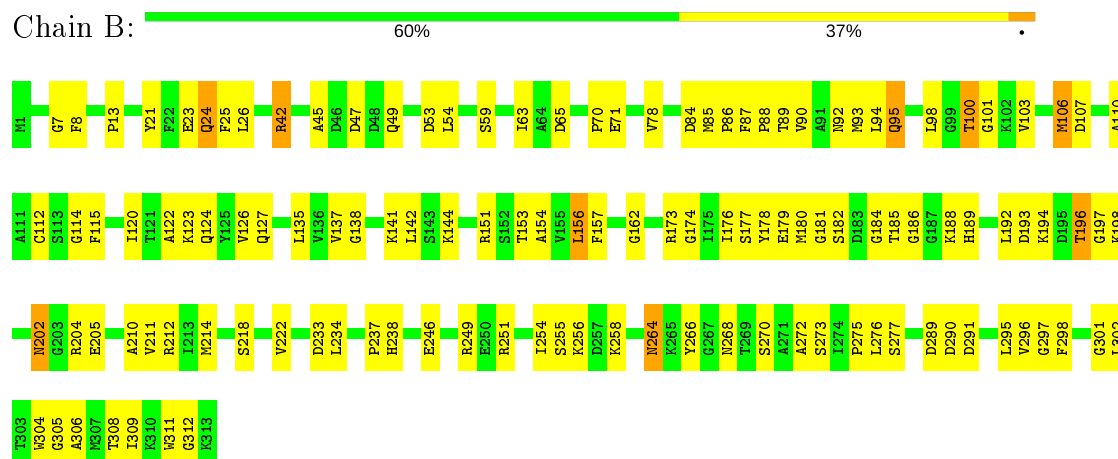 Chain B:
60% 37% •
M1 G7 F8 P13 Y21 F22 E23 Q24 F25 L26 R42 A45 D46 D47 D48 Q49 D53 L54 S59 I63 A64 D65 P70 E71 V78 D84 M85 P86 F87 P88 T89 V90 A91 N92 M93 L94 Q95 L98 G99 T100 G101 K102 V103 M106 D107 A110
A111 C112 S113 G114 F115 I120 T121 A122 K123 Q124 Y125 V126 Q127 L135 V136 V137 G138 K141 L142 S143 K144 R151 S152 T153 A154 V155 L156 F157 G162 R173 G174 I175 I176 S177 Y178 E179 M180 G181 S182 D183 G184 T185 G186 G187 K188 H189 L192 D193 K194 D195 T196 G197 K198
N202 G203 R204 E205 A210 V211 R212 I213 M214 S218 V222 D233 L234 P237 H238 E246 R249 E250 R251 I254 S255 K256 D257 K258 N264 K265 Y266 G267 N268 T269 S270 A271 A272 S273 I274 P275 L276 S277 D289 D290 D291 L295 V296 G297 F298 G301 L302
T303 W304 G305 A306 M307 T308 I309 K310 W311 G312 K313